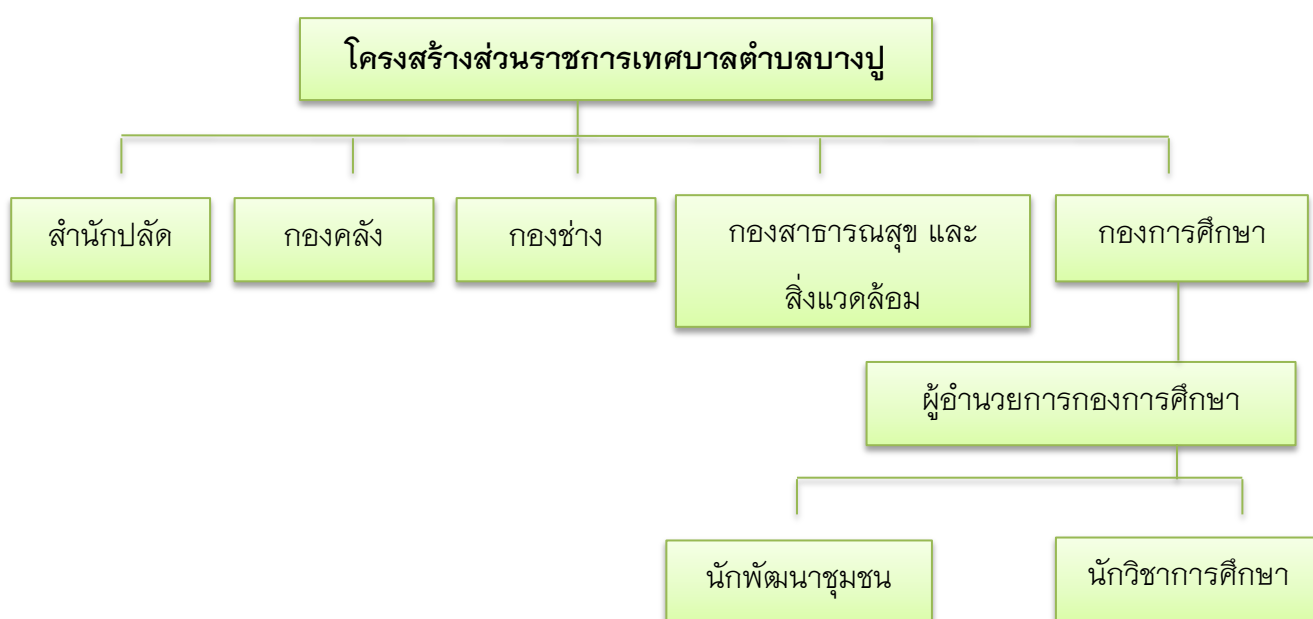 โครงสร้างส่วนราชการเทศบาลตำบลบางปู
สำนักปลัด
กองคลัง
กองช่าง
กองสาธารณสุข และ
สิ่งแวดล้อม
กองการศึกษา
ผู้อำนวยการกองการศึกษา
นักพัฒนาชุมชน
นักวิชาการศึกษา